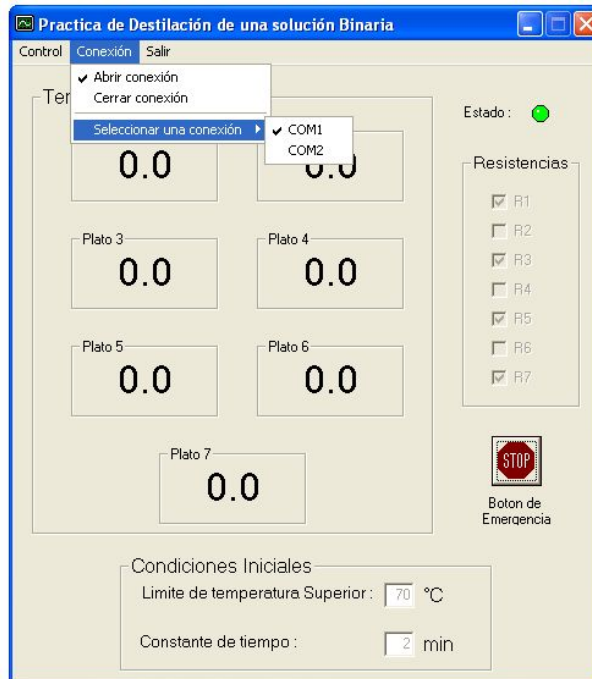 Practica de Destilación de una solución Binaria
Control Conexión Salir
Abrir conexión
Cerrar conexión
Seleccionar una conexión
COM1
COM2
Estado :
0.0 0.0
Resistencias
R1
R2
R3
R4
R5
R6
R7
Plato 3 Plato 4
0.0 0.0
Plato 5 Plato 6
0.0 0.0
Plato 7
0.0
STOP
Boton de
Emergencia
Condiciones Iniciales
Limite de temperatura Superior : 70 °C
Constante de tiempo : 2 min